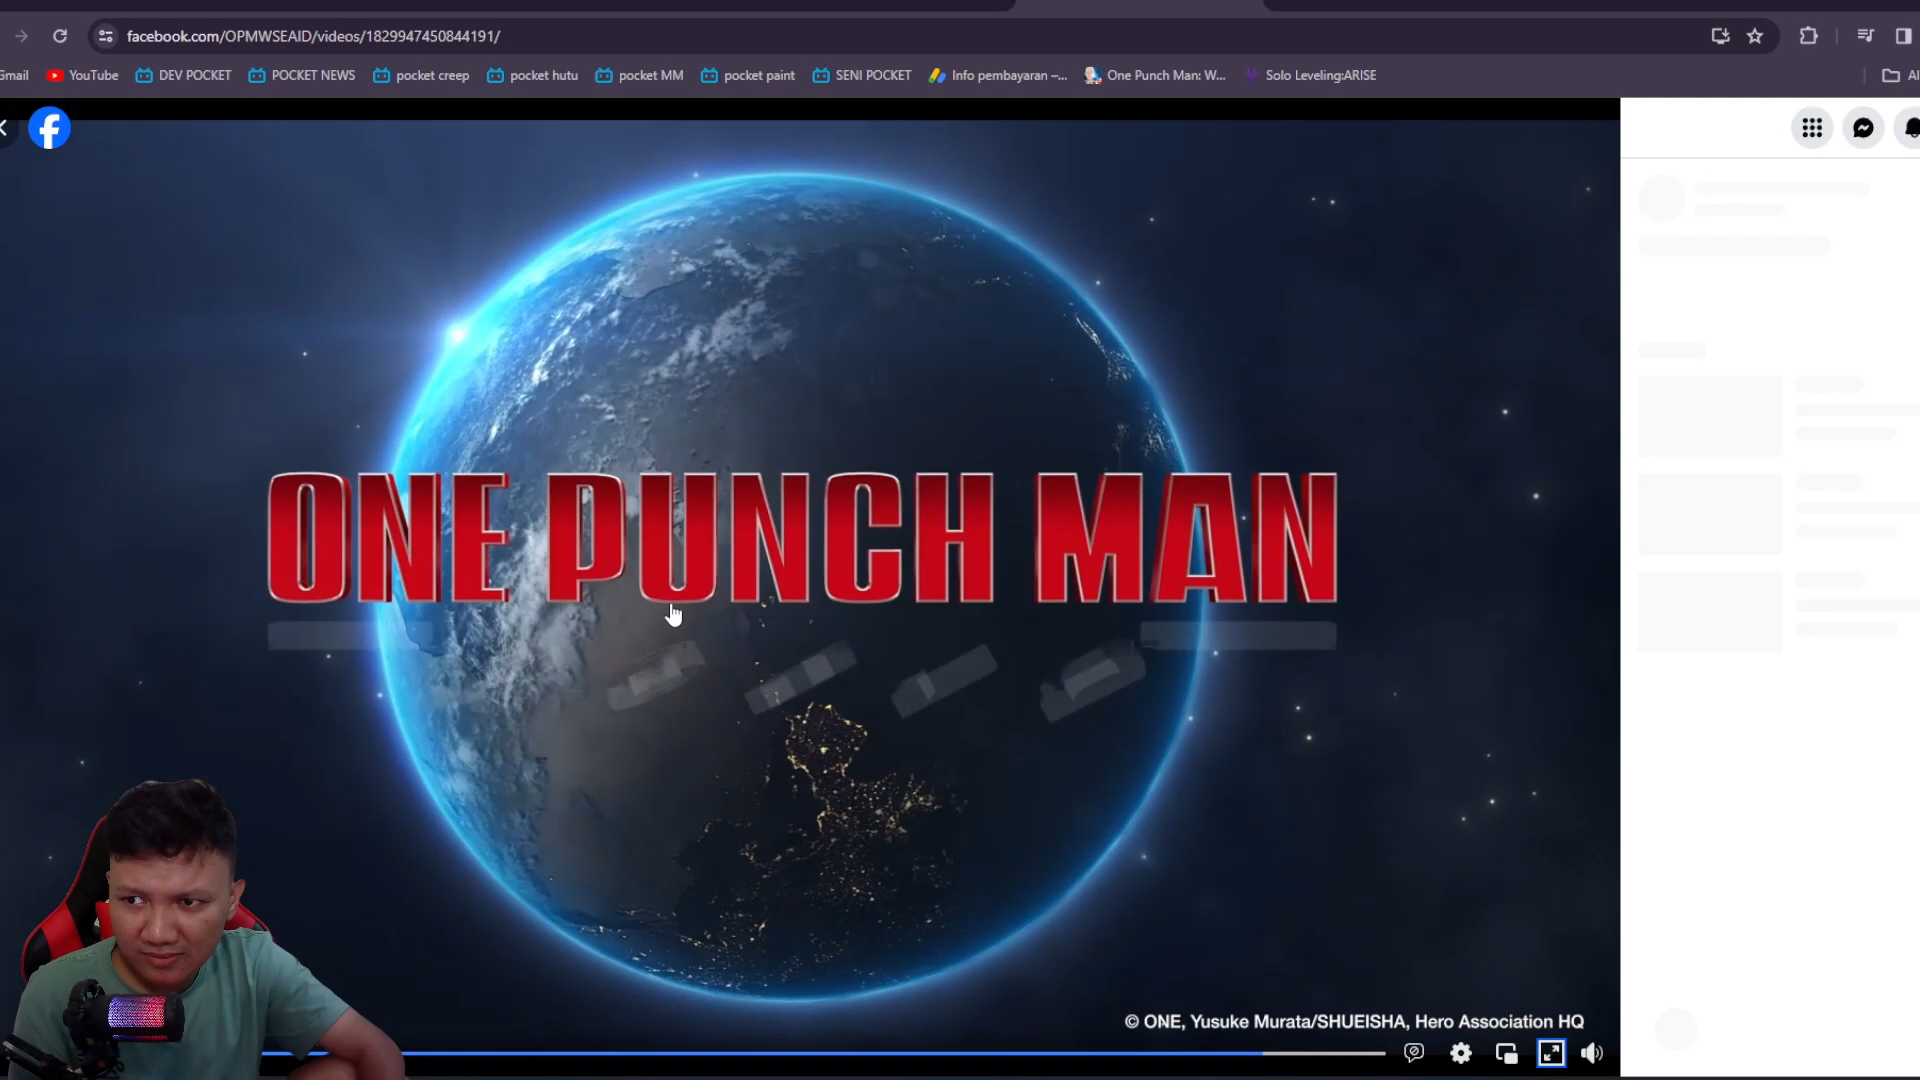 facebook.com/OPMWSEAID/videos/1829947450844191/
Gmail YouTube DEV POCKET POCKET NEWS pocket creep pocket hutu pocket MM pocket paint SENI POCKET Info pembayaran –... One Punch Man: W... Solo Leveling:ARISE Al
ONE PUNCH MAN
© ONE, Yusuke Murata/SHUEISHA, Hero Association HQ